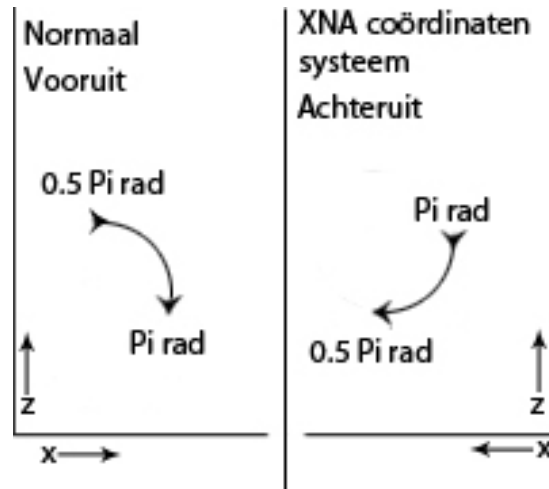 Normaal
Vooruit
0.5 Pi rad
Pi rad
z
x
XNA coördinaten
systeem
Achteruit
Pi rad
0.5 Pi rad
z
x